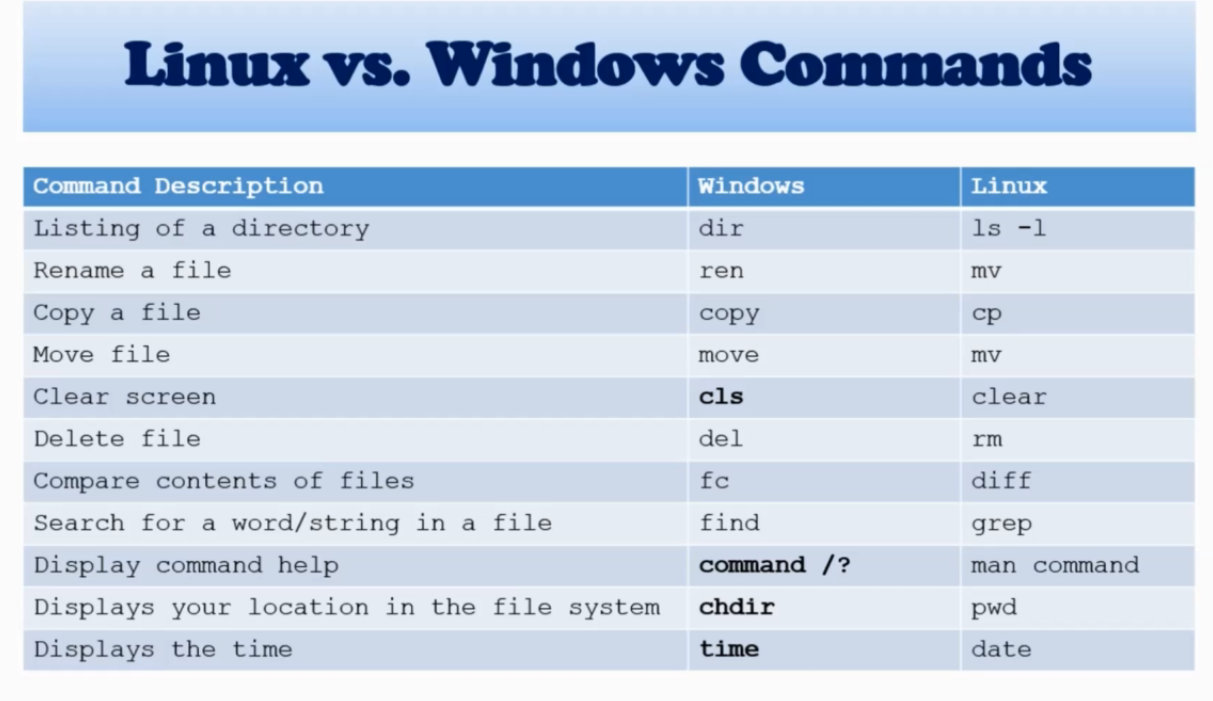 Linux vs. Windows Commands
Command Description Windows Linux
Listing of a directory dir ls -l
Rename a file ren mv
Copy a file copy cp
Move file move mv
Clear screen cls clear
Delete file del rm
Compare contents of files fc diff
Search for a word/string in a file find grep
Display command help command /? man command
Displays your location in the file system chdir pwd
Displays the time time date